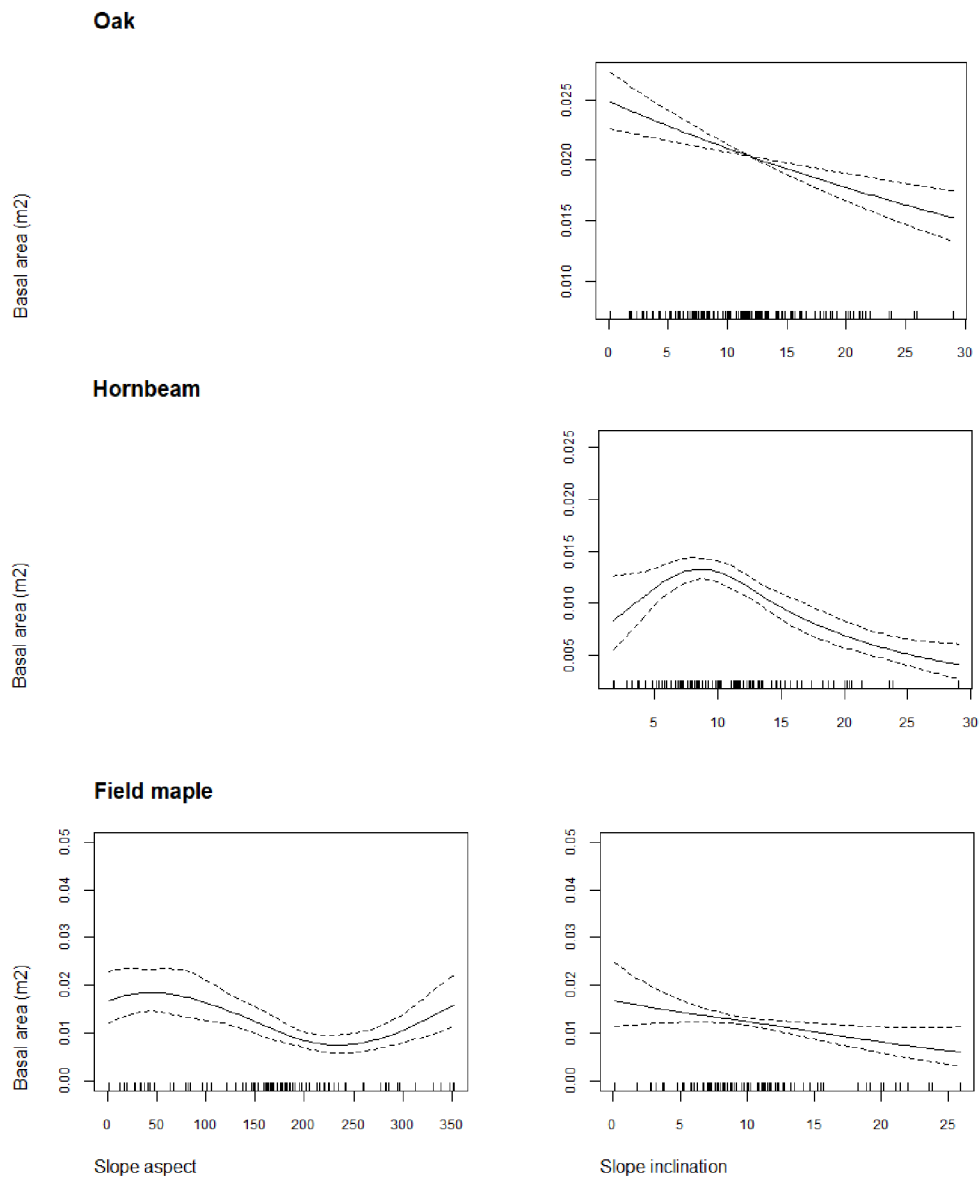 Oak
Basal area (m2)
0.010 0.015 0.020 0.025
0 5 10 15 20 25 30
Hornbeam
Basal area (m2)
0.005 0.010 0.015 0.020 0.025
5 10 15 20 25 30
Field maple
Basal area (m2)
0.00 0.01 0.02 0.03 0.04 0.05
0 50 100 150 200 250 300 350
Slope aspect
0.00 0.01 0.02 0.03 0.04 0.05
0 5 10 15 20 25
Slope inclination